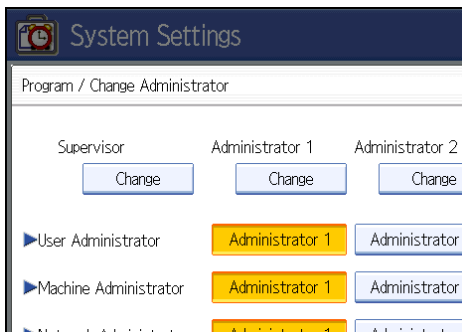 System Settings
Program / Change Administrator
Supervisor Administrator 1 Administrator 2
Change Change Change
User Administrator Administrator 1 Administrator
Machine Administrator Administrator 1 Administrator